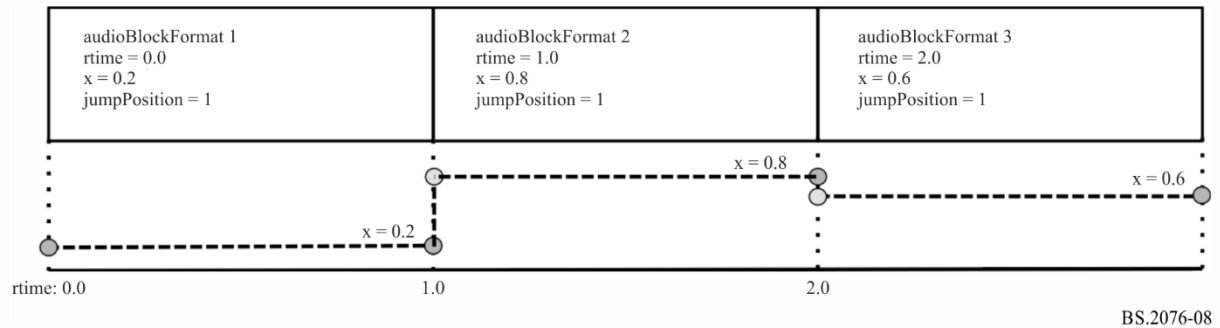 audioBlockFormat 1
rtime = 0.0
x = 0.2
jumpPosition = 1
audioBlockFormat 2
rtime = 1.0
x = 0.8
jumpPosition = 1
audioBlockFormat 3
rtime = 2.0
x = 0.6
jumpPosition = 1
x = 0.2
x = 0.8
x = 0.6
rtime: 0.0
1.0
2.0
BS.2076-08